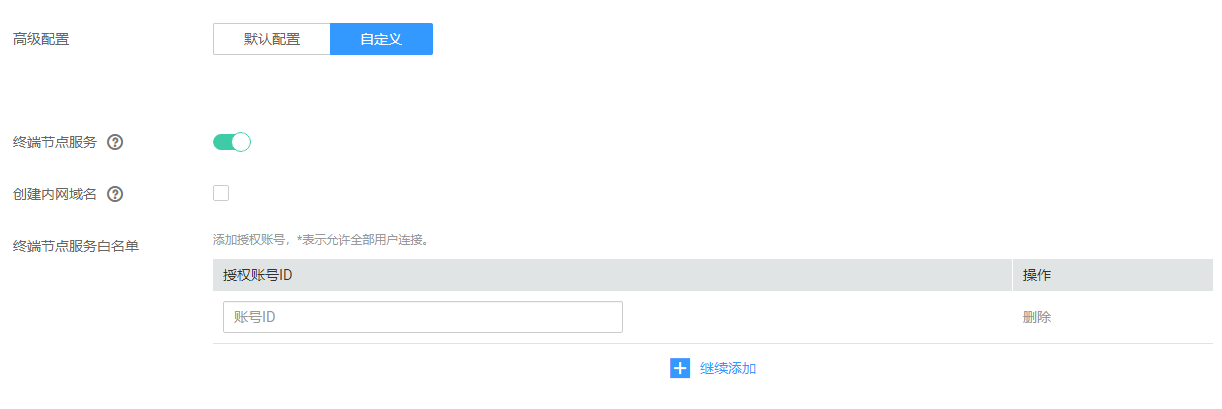 高级配置 默认配置 自定义
终端节点服务 ?
创建内网域名 ?
终端节点服务白名单 添加授权账号，*表示允许全部用户连接。
授权账号ID 操作
账号ID 删除
继续添加